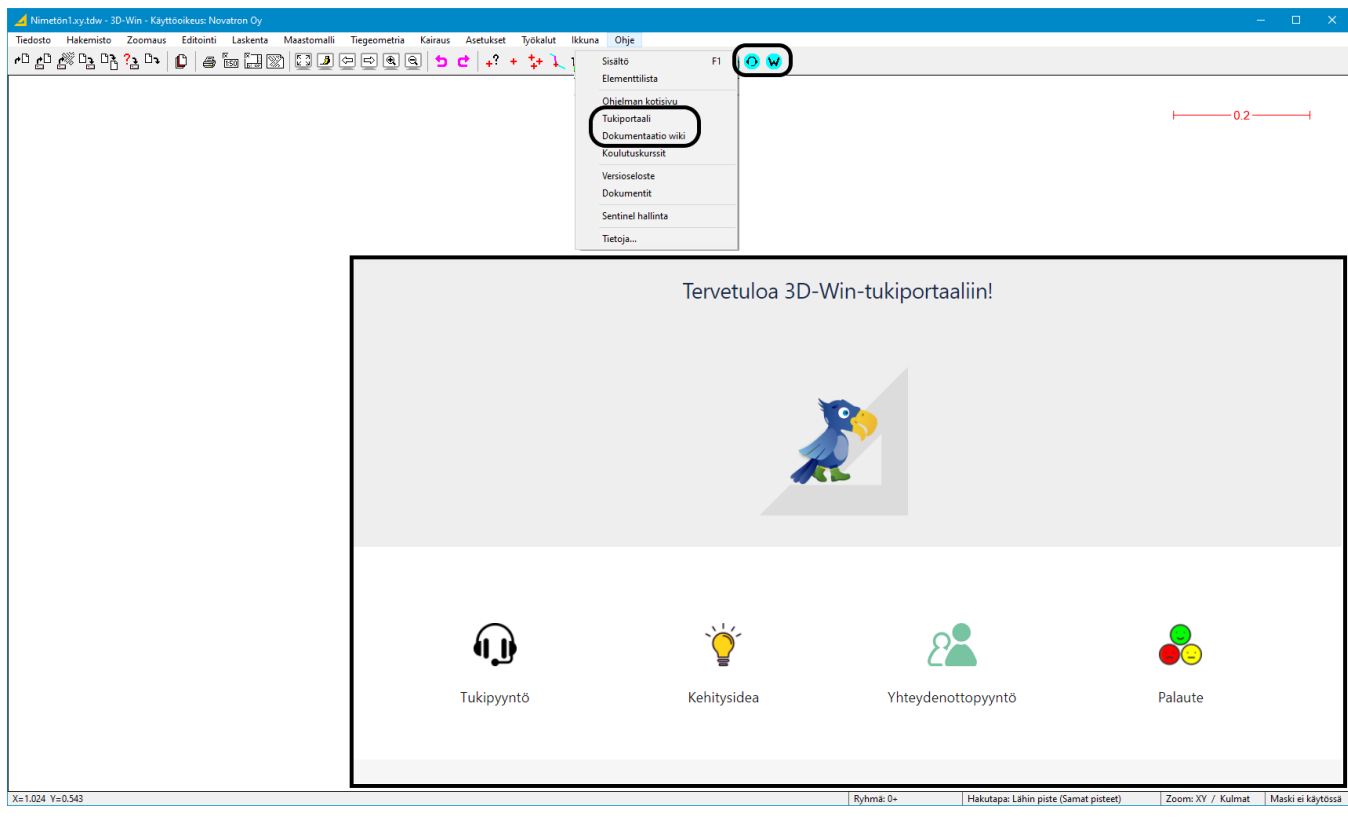 Nimetön1.xy.tdw - 3D-Win - Käyttöoikeus: Novatron Oy
Tiedosto Hakemisto Zoomaus Editointi Laskenta Maastomalli Tiegeometria Kairaus Asetukset Työkalut Ikkuna Ohje
Sisältö F1
Elementtilista
Ohjelman kotisivu
Tukiportaali
Dokumentaatio wiki
Koulutuskurssit
Versioseloste
Dokumentit
Sentinel hallinta
Tietoja...
0.2
Tervetuloa 3D-Win-tukiportaaliin!
Tukipyyntö Kehitysidea Yhteydenottopyyntö Palaute
X=1.024 Y=0.543 Ryhmä: 0+ Hakutapa: Lähin piste (Samat pisteet) Zoom: XY / Kulmat Maski ei käytössä